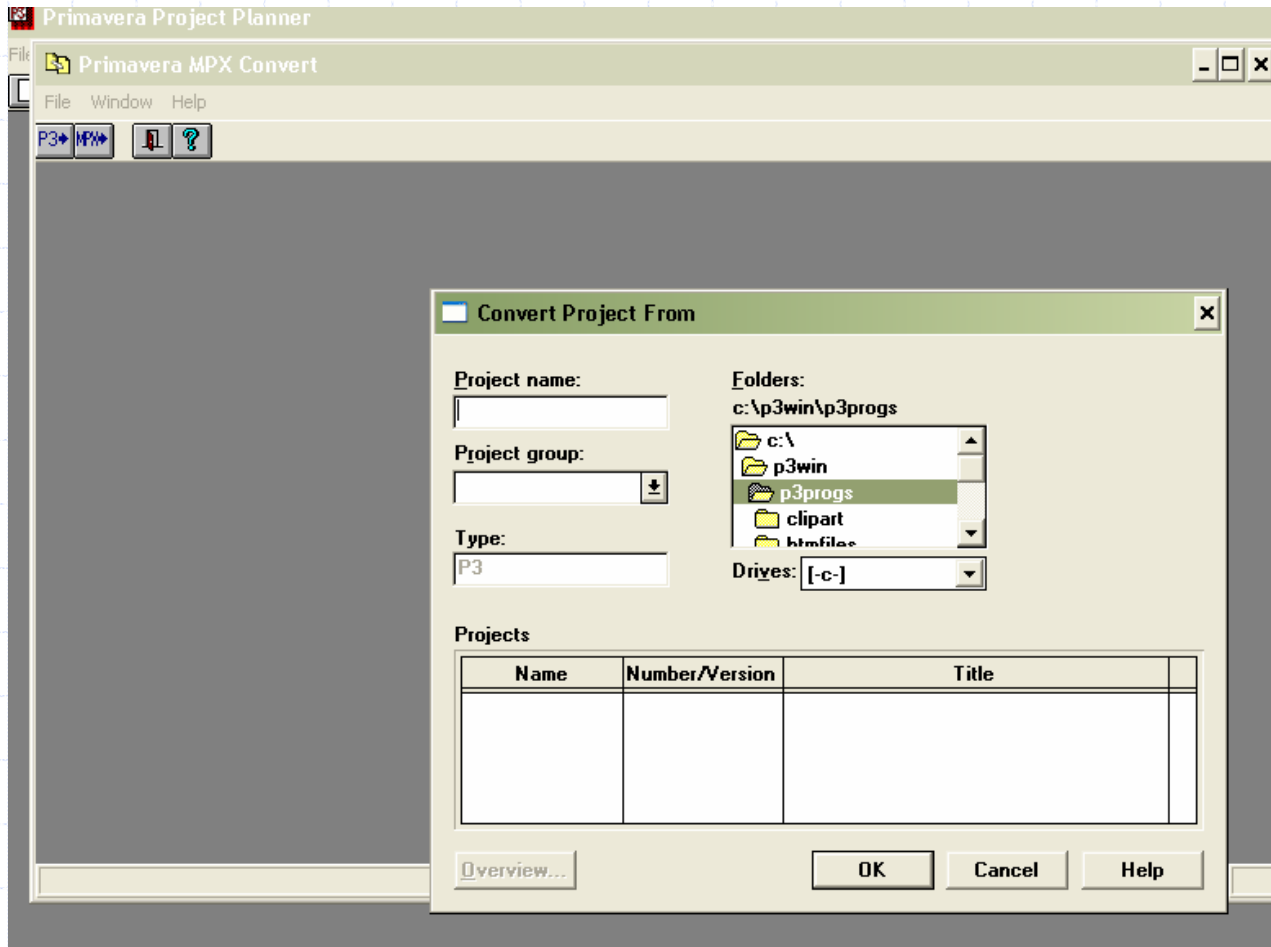 Primavera Project Planner
File
Primavera MPX Convert
File Window Help
P3 MPX
Convert Project From
Project name:
Folders:
c:\p3win\p3progs
c:\
p3win
p3progs
clipart
htmfiles
Project group:
Type:
P3
Drives: [-c-]
Projects
Name Number/Version Title
Overview... OK Cancel Help